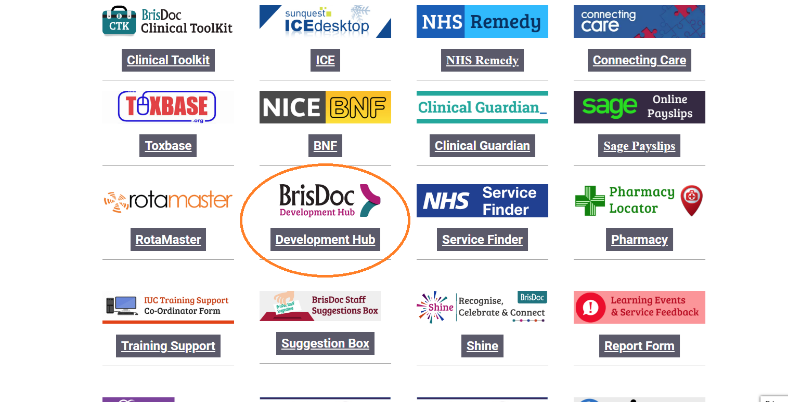 CTK
BrisDoc
Clinical ToolKit
sunquest
ICEdesktop
NHS Remedy
connecting
care
Clinical Toolkit
ICE
NHS Remedy
Connecting Care
TOXBASE
.org
NICE BNF
Clinical Guardian_
sage Online
Payslips
Toxbase
BNF
Clinical Guardian
Sage Payslips
rotamaster
BrisDoc
Development Hub
NHS Service
Finder
Pharmacy
Locator
RotaMaster
Development Hub
Service Finder
Pharmacy
IUC Training Support
Co-Ordinator Form
BrisDoc Staff
Suggestions Box
Shine
Recognise,
Celebrate & Connect
BrisDoc
Learning Events
& Service Feedback
Training Support
Suggestion Box
Shine
Report Form